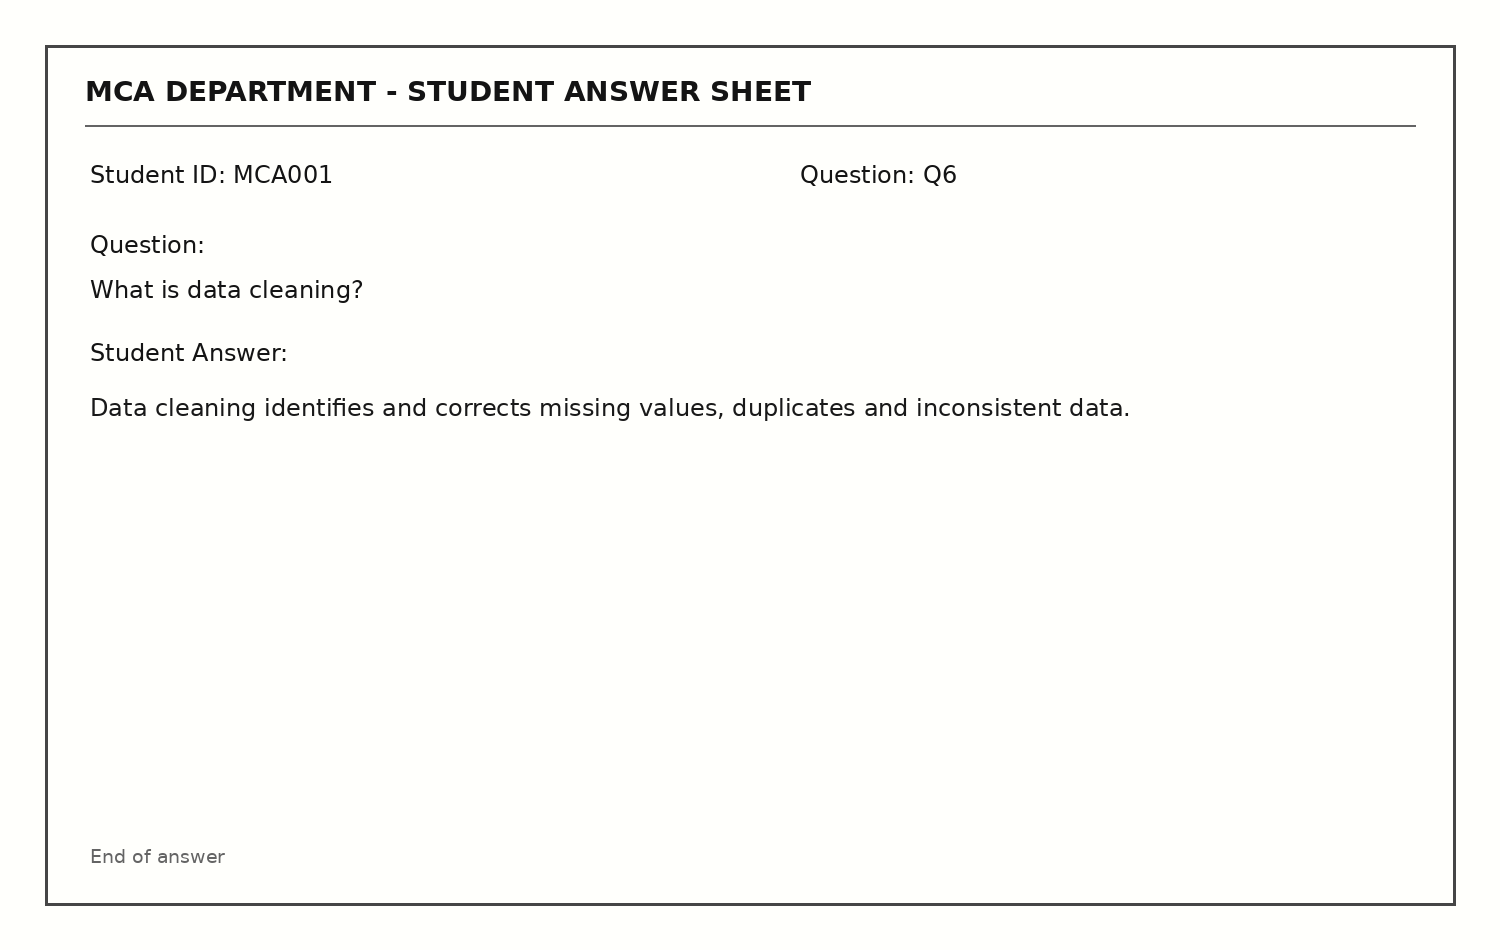 MCA DEPARTMENT - STUDENT ANSWER SHEET
Student ID: MCA001 Question: Q6
Question:
What is data cleaning?
Student Answer:
Data cleaning identifies and corrects missing values, duplicates and inconsistent data.
End of answer